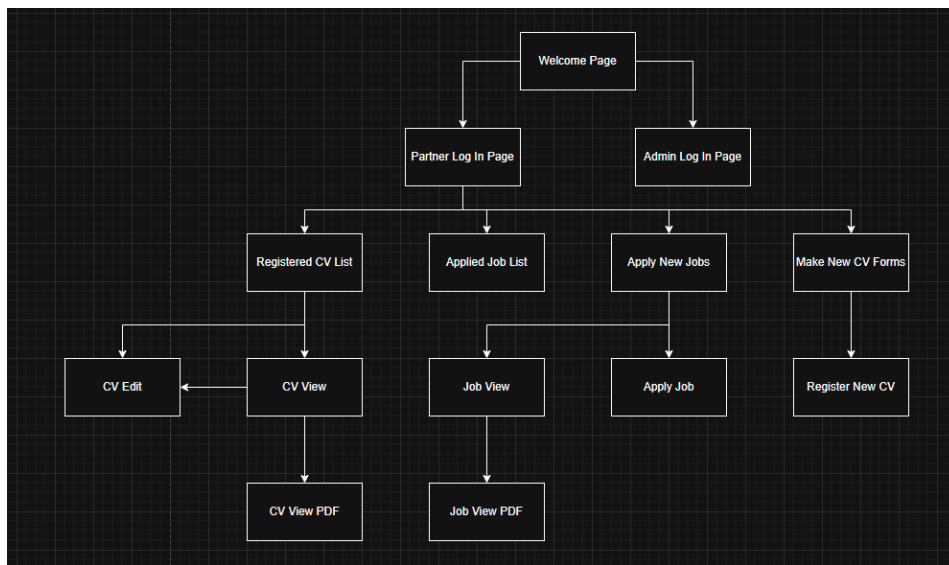 Welcome Page
Partner Log In Page
Admin Log In Page
Registered CV List
Applied Job List
Apply New Jobs
Make New CV Forms
CV Edit
CV View
Job View
Apply Job
Register New CV
CV View PDF
Job View PDF